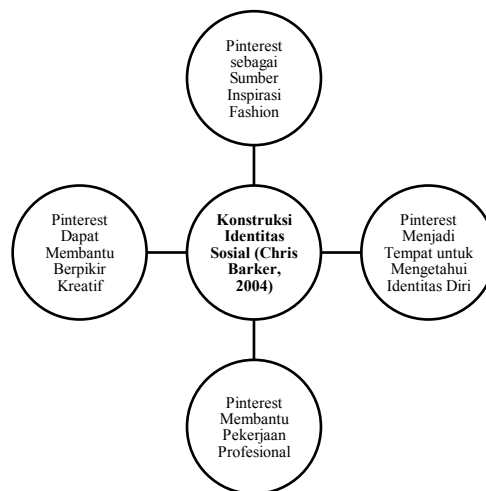 Pinterest
sebagai
Sumber
Inspirasi
Fashion
Pinterest
Dapat
Membantu
Berpikir
Kreatif
Konstruksi
Identitas
Sosial (Chris
Barker,
2004)
Pinterest
Menjadi
Tempat untuk
Mengetahui
Identitas Diri
Pinterest
Membantu
Pekerjaan
Profesional